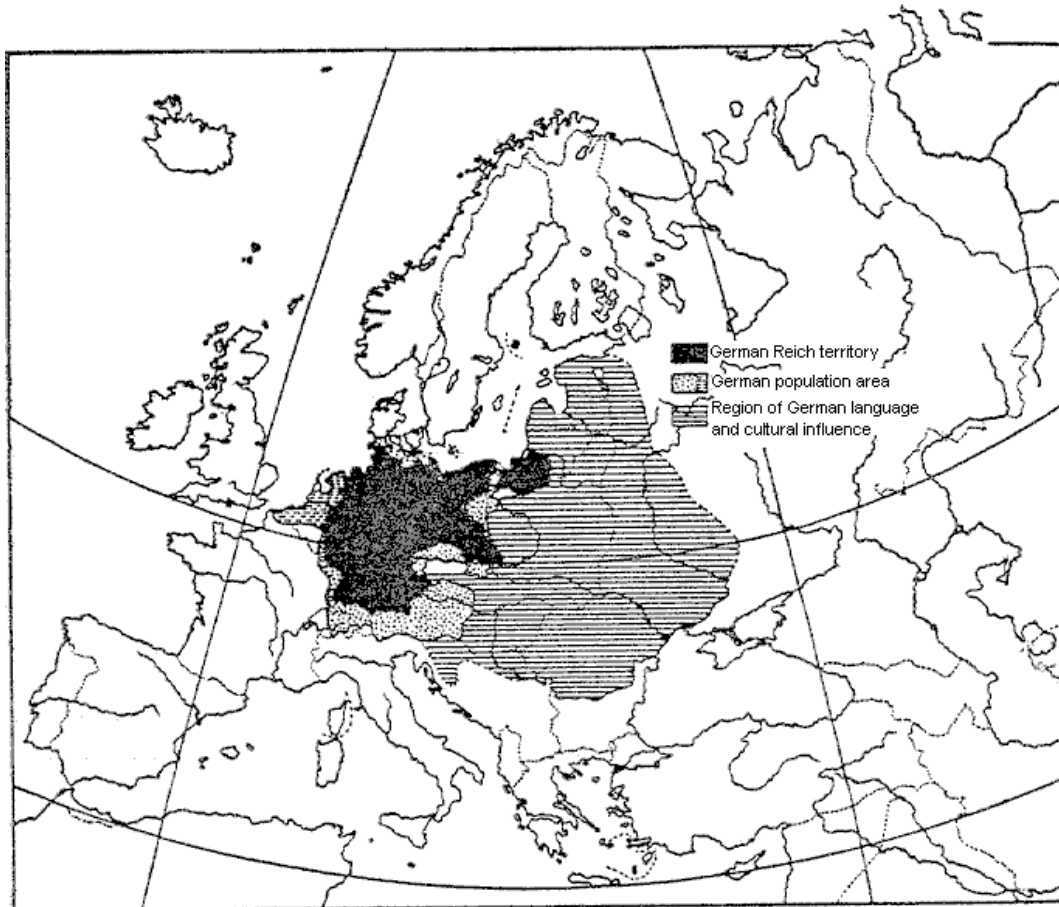 German Reich territory
German population area
Region of German language
and cultural influence